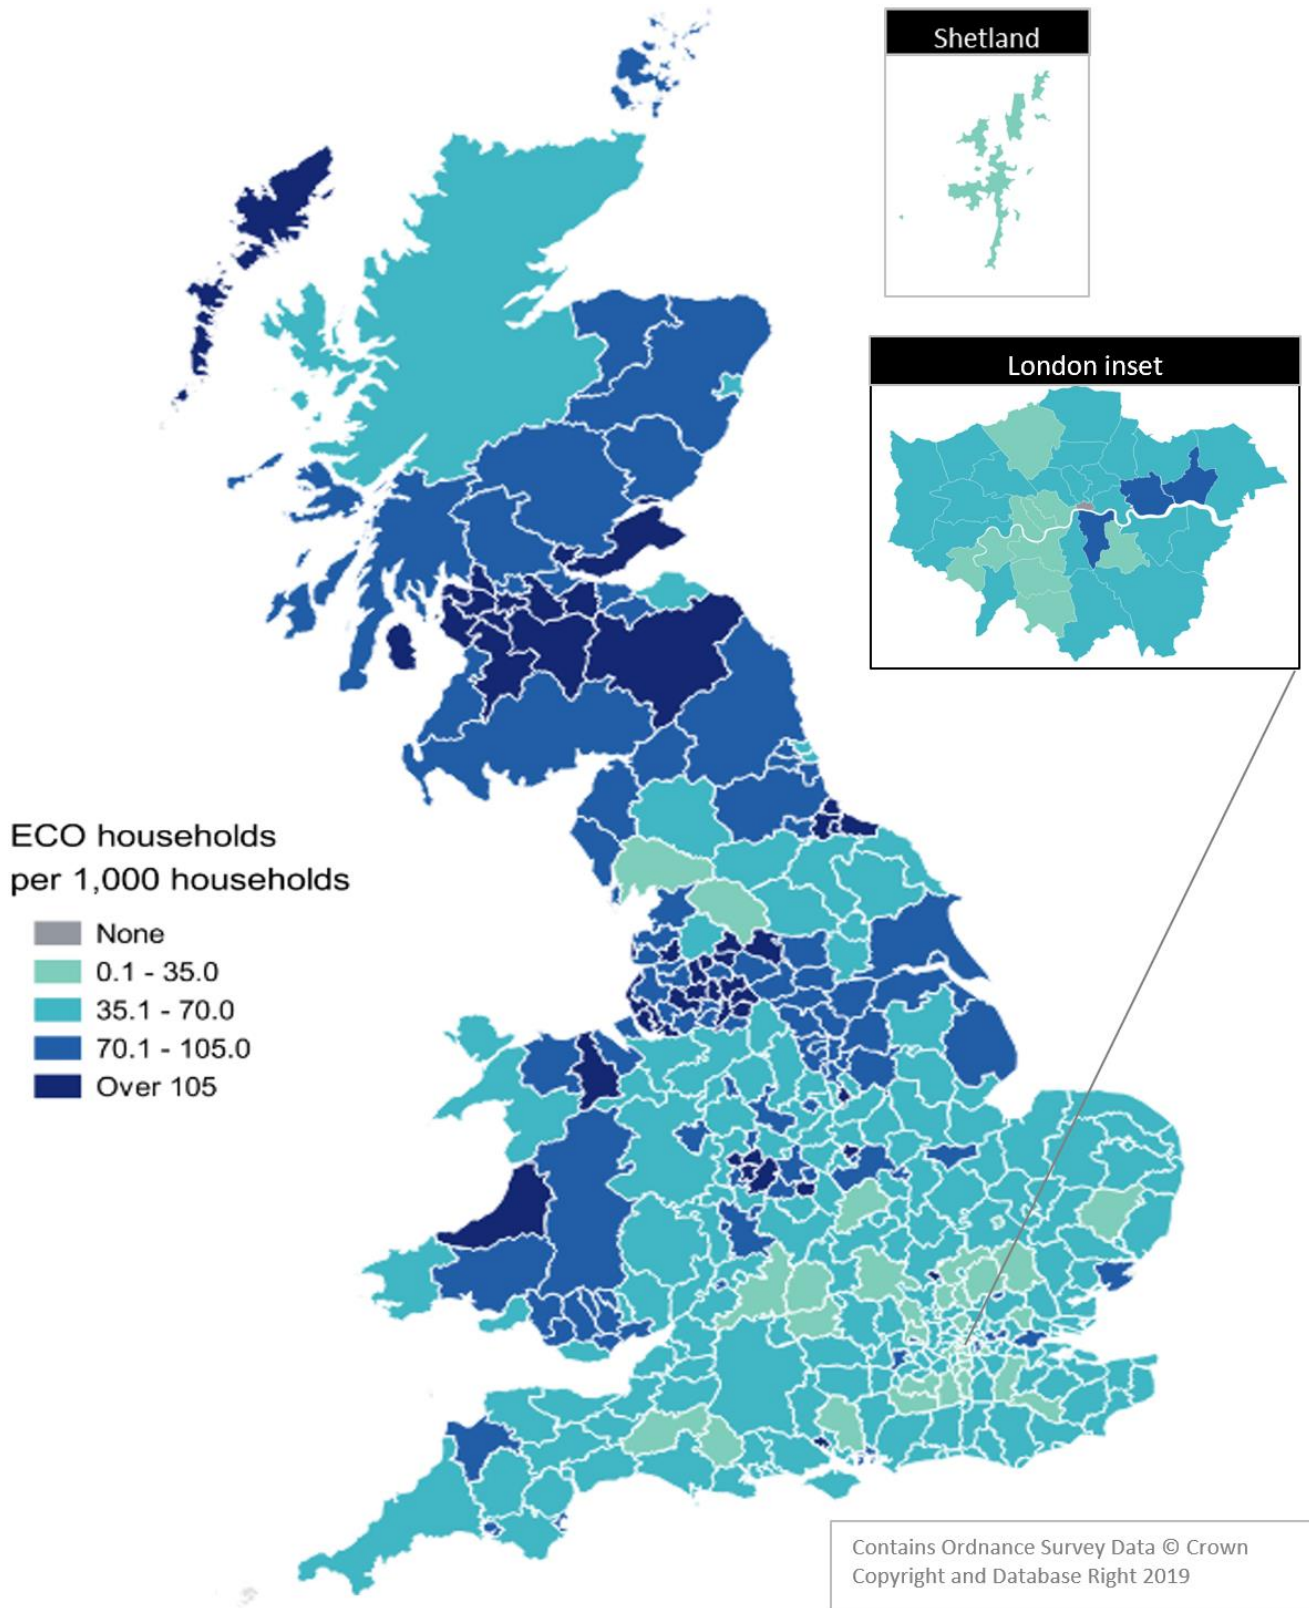 Shetland
London inset
ECO households
per 1,000 households
None
0.1 - 35.0
35.1 - 70.0
70.1 - 105.0
Over 105
Contains Ordnance Survey Data © Crown
Copyright and Database Right 2019